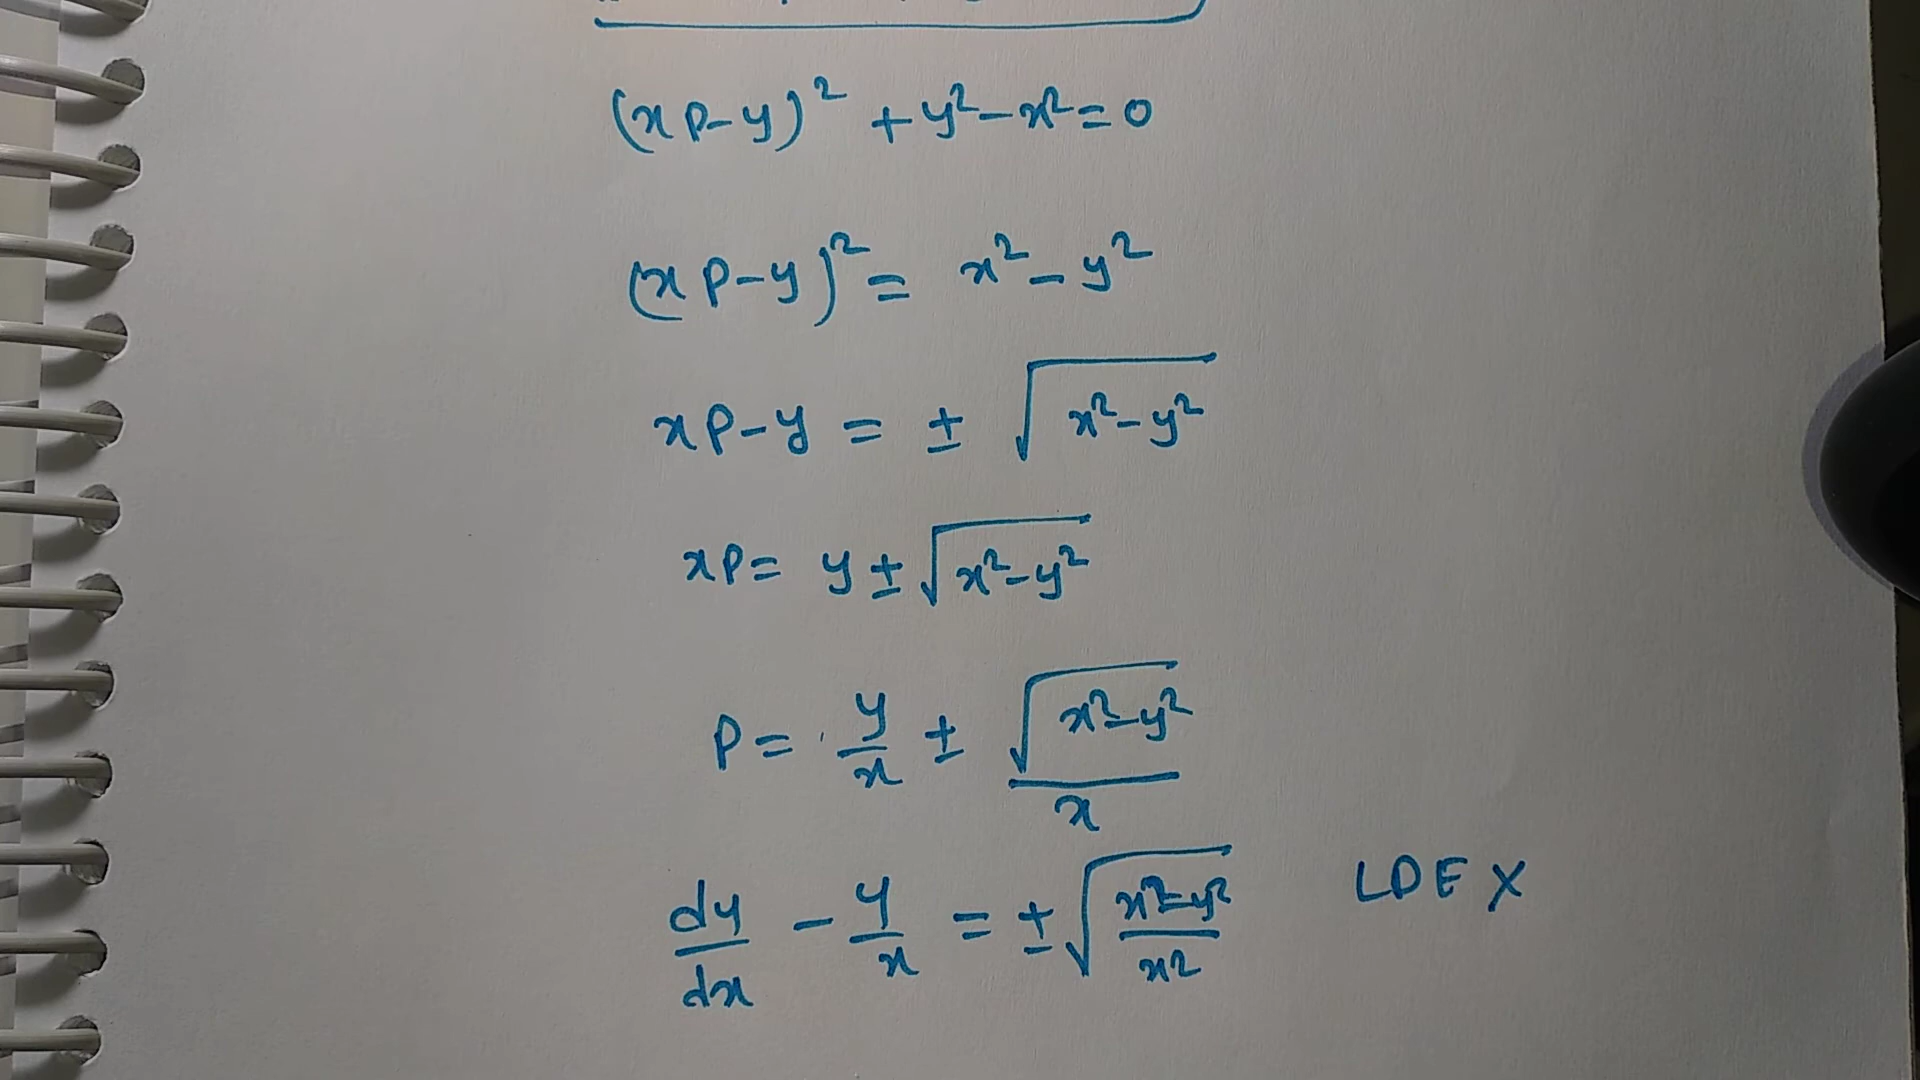 (xp-y)² + y² - x² = 0
(xp-y)² = x² - y²
xp-y = ± √(x²-y²)
xp = y ± √(x²-y²)
p = y/x ± √(x²-y²)/x
dy/dx - y/x = ± √((x²-y²)/x²) LDE X